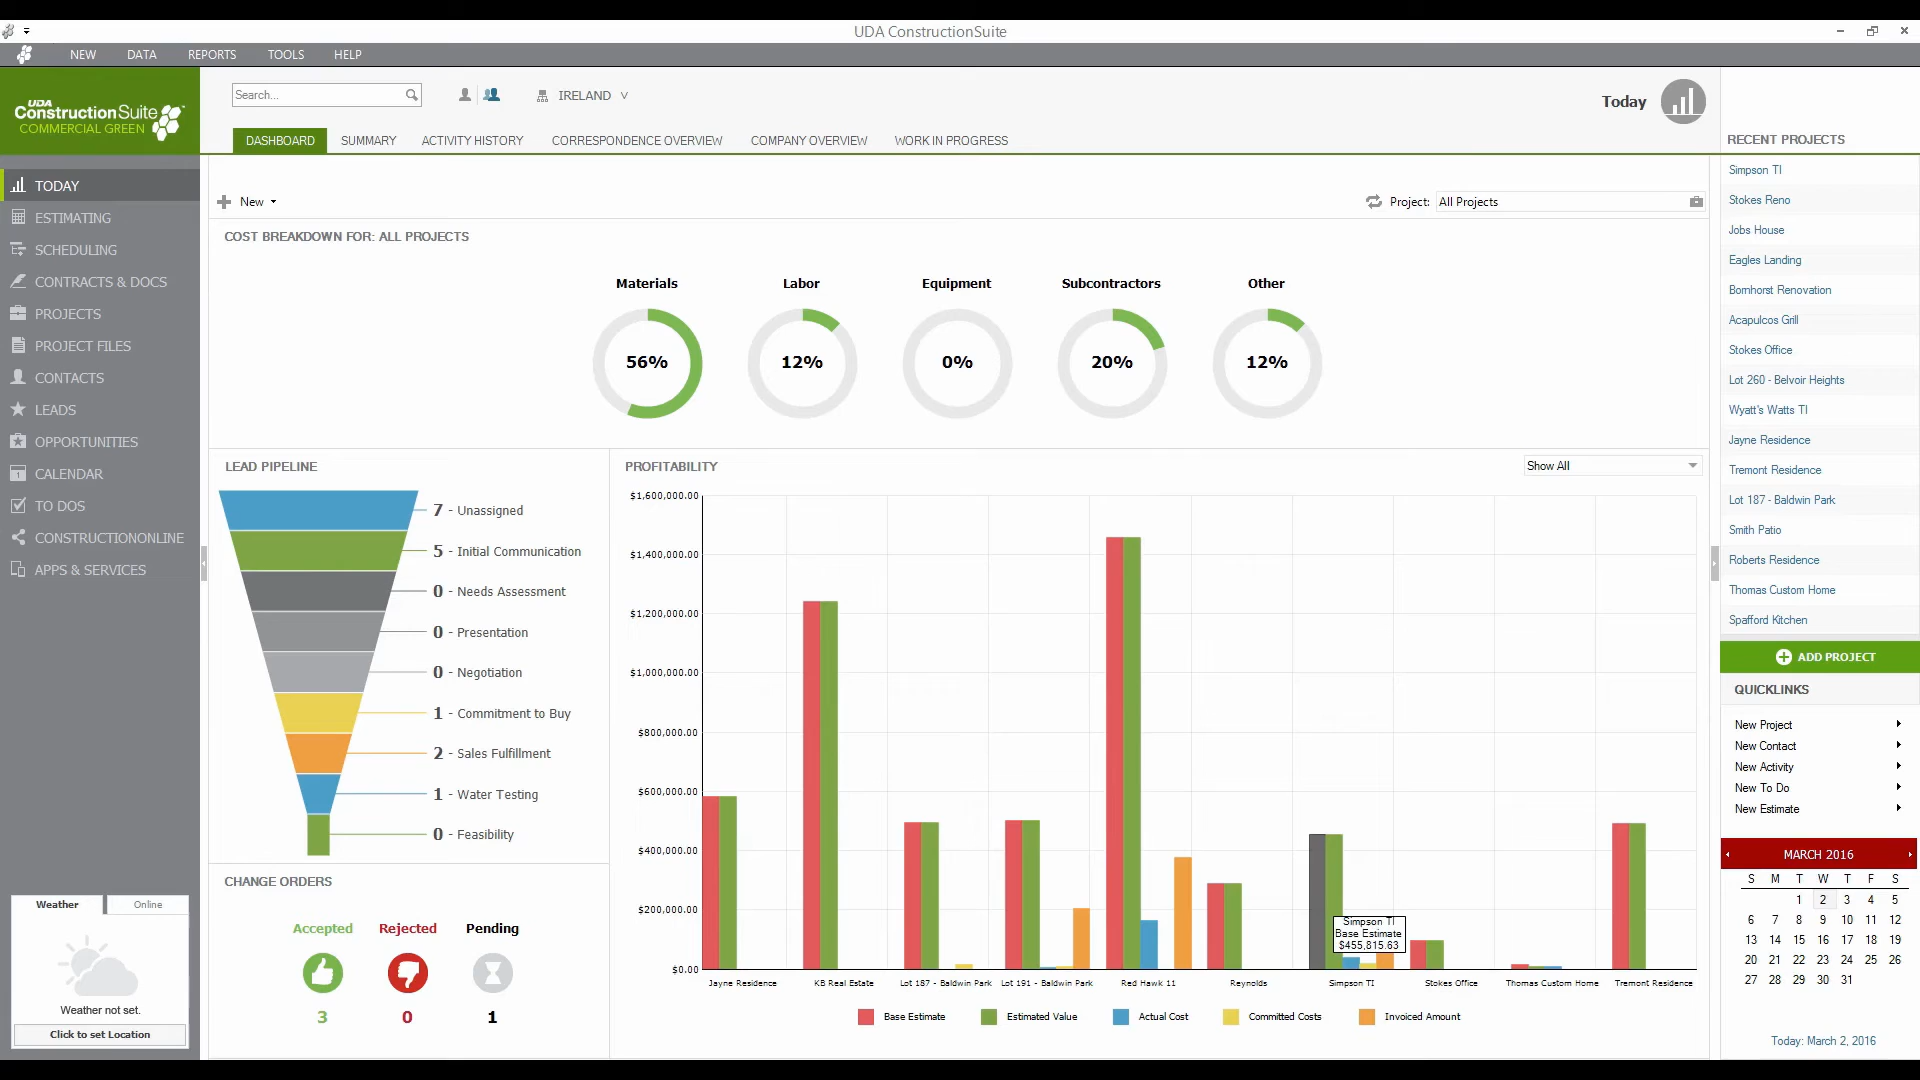 UDA ConstructionSuite
NEW DATA REPORTS TOOLS HELP
UDA
ConstructionSuite
COMMERCIAL GREEN
Search...
IRELAND
Today
DASHBOARD SUMMARY ACTIVITY HISTORY CORRESPONDENCE OVERVIEW COMPANY OVERVIEW WORK IN PROGRESS
TODAY
ESTIMATING
SCHEDULING
CONTRACTS & DOCS
PROJECTS
PROJECT FILES
CONTACTS
LEADS
OPPORTUNITIES
CALENDAR
TO DOS
CONSTRUCTIONONLINE
APPS & SERVICES
Weather Online
Weather not set.
Click to set Location
New
Project: All Projects
COST BREAKDOWN FOR: ALL PROJECTS
Materials Labor Equipment Subcontractors Other
56% 12% 0% 20% 12%
LEAD PIPELINE
7 - Unassigned
5 - Initial Communication
0 - Needs Assessment
0 - Presentation
0 - Negotiation
1 - Commitment to Buy
2 - Sales Fulfillment
1 - Water Testing
0 - Feasibility
CHANGE ORDERS
Accepted Rejected Pending
3 0 1
PROFITABILITY
Show All
$1,600,000.00
$1,400,000.00
$1,200,000.00
$1,000,000.00
$800,000.00
$600,000.00
$400,000.00
$200,000.00
$0.00
Simpson TI
Base Estimate
$455,815.63
Jayne Residence KB Real Estate Lot 187 - Baldwin Park Lot 191 - Baldwin Park Red Hawk 11 Reynolds Simpson TI Stokes Office Thomas Custom Home Tremont Residence
Base Estimate Estimated Value Actual Cost Committed Costs Invoiced Amount
RECENT PROJECTS
Simpson TI
Stokes Reno
Jobs House
Eagles Landing
Bornhorst Renovation
Acapulcos Grill
Stokes Office
Lot 260 - Belvoir Heights
Wyatt's Watts TI
Jayne Residence
Tremont Residence
Lot 187 - Baldwin Park
Smith Patio
Roberts Residence
Thomas Custom Home
Spafford Kitchen
ADD PROJECT
QUICKLINKS
New Project
New Contact
New Activity
New To Do
New Estimate
MARCH 2016
S M T W T F S
1 2 3 4 5
6 7 8 9 10 11 12
13 14 15 16 17 18 19
20 21 22 23 24 25 26
27 28 29 30 31
Today: March 2, 2016